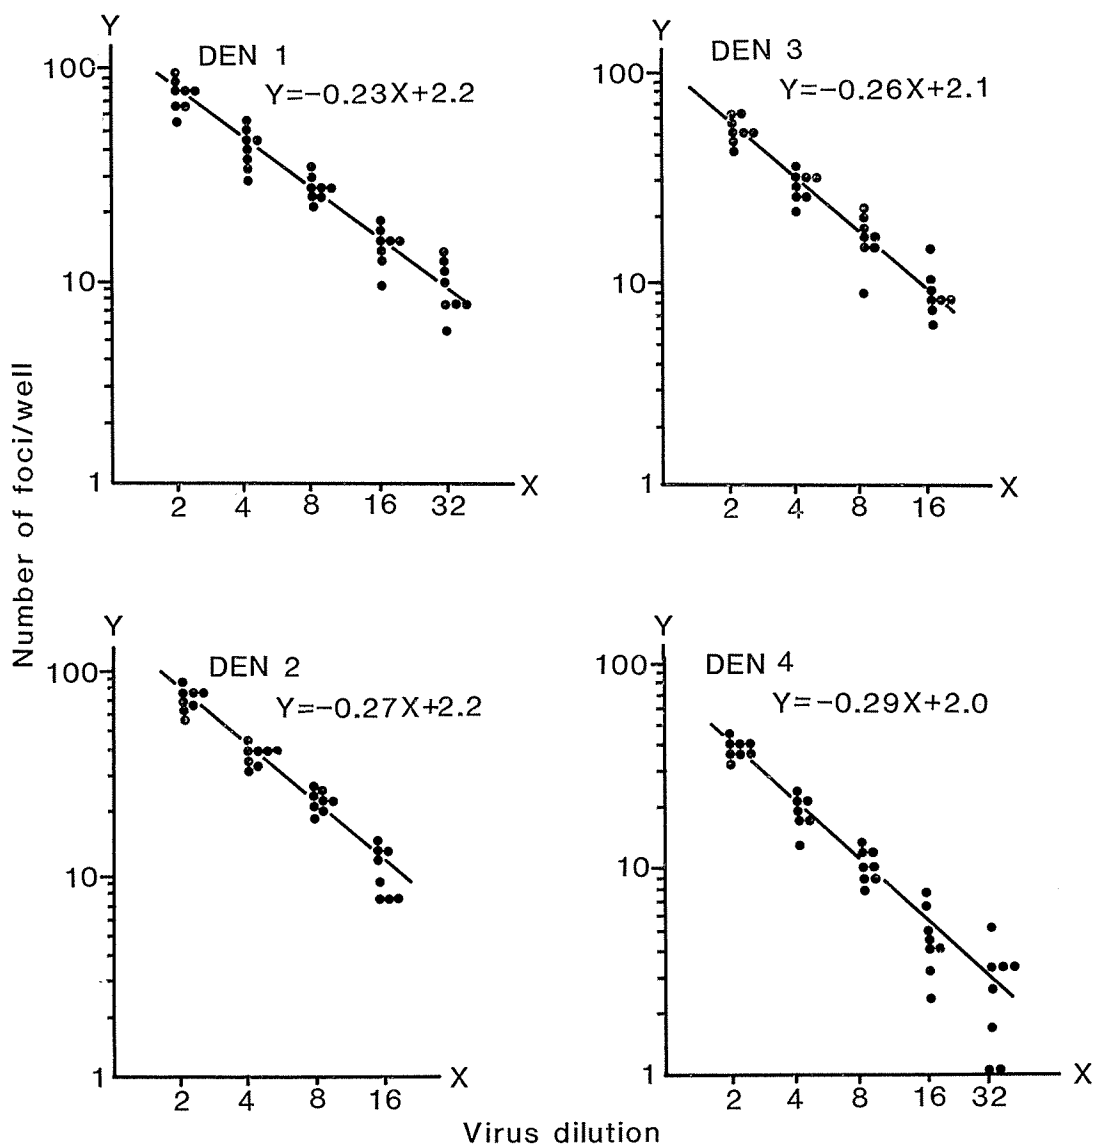 Number of foci/well
Y
DEN 1
Y=-0.23X+2.2
100
10
1
2 4 8 16 32
X
Y
DEN 3
Y=-0.26X+2.1
100
10
1
2 4 8 16
X
Y
DEN 2
Y=-0.27X+2.2
100
10
1
2 4 8 16
X
Y
DEN 4
Y=-0.29X+2.0
100
10
1
2 4 8 16 32
X
Virus dilution